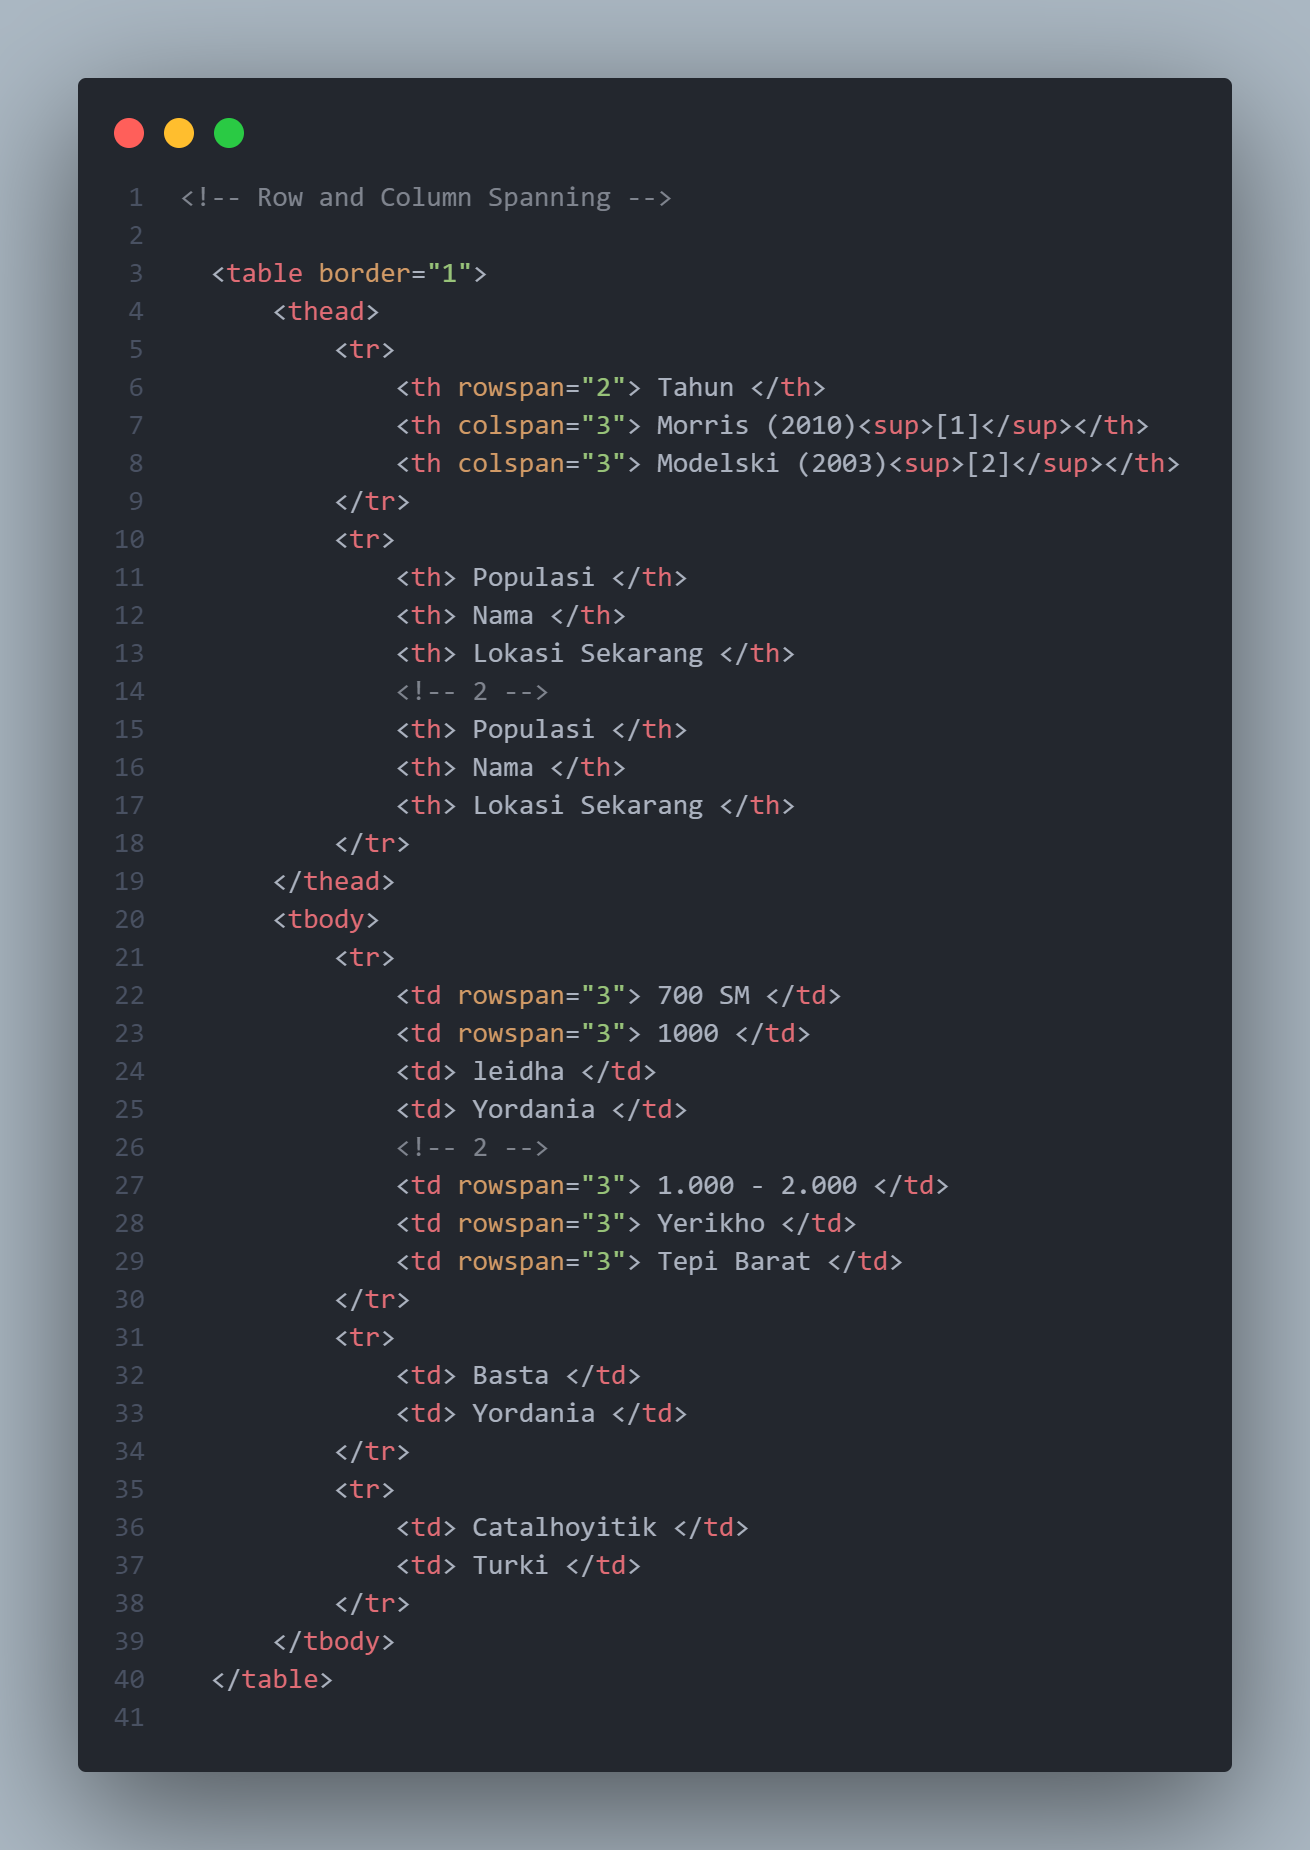 1 <!-- Row and Column Spanning -->
2
3 <table border="1">
4 <thead>
5 <tr>
6 <th rowspan="2"> Tahun </th>
7 <th colspan="3"> Morris (2010)<sup>[1]</sup></th>
8 <th colspan="3"> Modelski (2003)<sup>[2]</sup></th>
9 </tr>
10 <tr>
11 <th> Populasi </th>
12 <th> Nama </th>
13 <th> Lokasi Sekarang </th>
14 <!-- 2 -->
15 <th> Populasi </th>
16 <th> Nama </th>
17 <th> Lokasi Sekarang </th>
18 </tr>
19 </thead>
20 <tbody>
21 <tr>
22 <td rowspan="3"> 700 SM </td>
23 <td rowspan="3"> 1000 </td>
24 <td> leidha </td>
25 <td> Yordania </td>
26 <!-- 2 -->
27 <td rowspan="3"> 1.000 - 2.000 </td>
28 <td rowspan="3"> Yerikho </td>
29 <td rowspan="3"> Tepi Barat </td>
30 </tr>
31 <tr>
32 <td> Basta </td>
33 <td> Yordania </td>
34 </tr>
35 <tr>
36 <td> Catalhoyitik </td>
37 <td> Turki </td>
38 </tr>
39 </tbody>
40 </table>
41